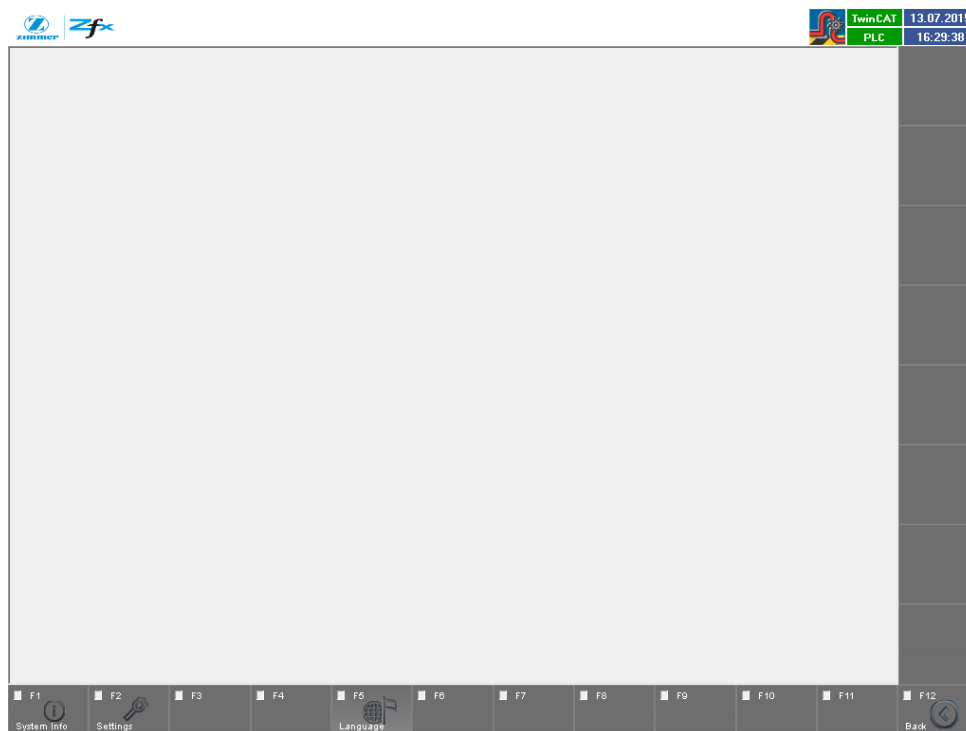 zimmer Zfx
TwinCAT 13.07.201
PLC 16:29:38
F1 F2 F3 F4 F5 F6 F7 F8 F9 F10 F11 F12
System Info Settings Language Back